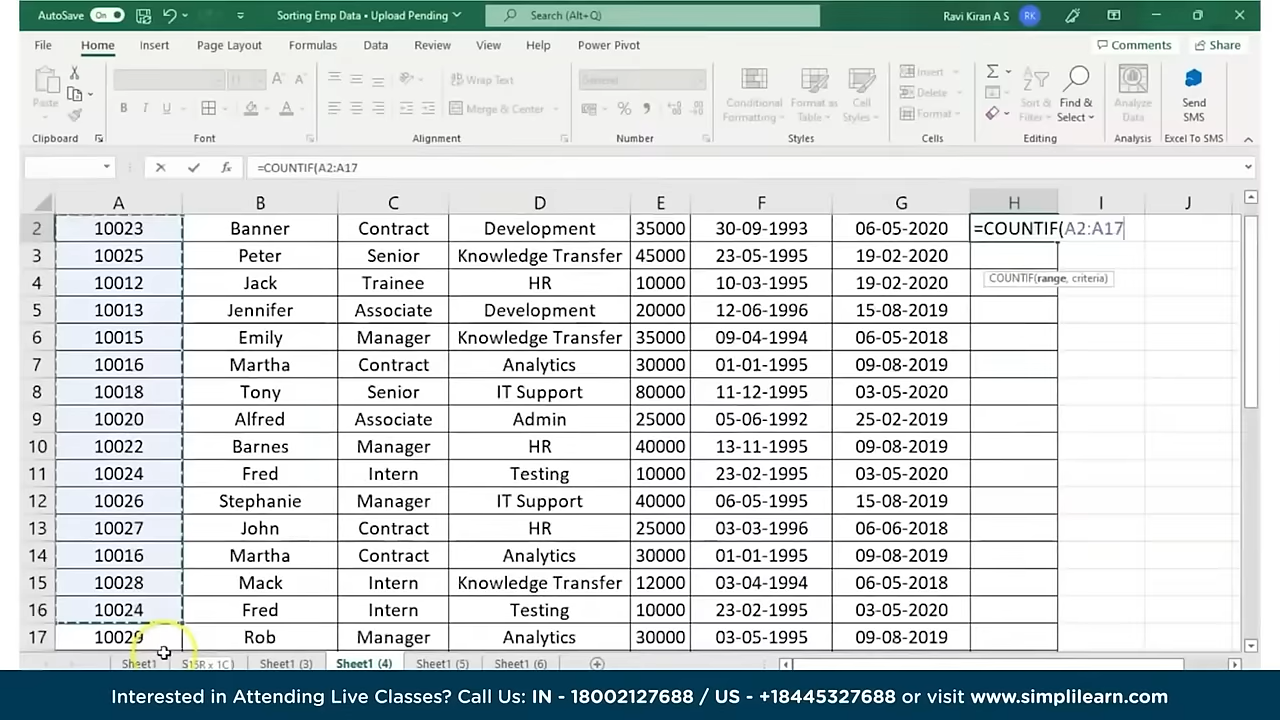 AutoSave On Sorting Emp Data • Upload Pending Search (Alt+Q) Ravi Kiran A S RK
File Home Insert Page Layout Formulas Data Review View Help Power Pivot Comments Share
Paste B I U A A A Wrap Text Merge & Center General % Conditional Formatting Format as Table Cell Styles Insert Delete Format Sort & Filter Find & Select Analyze Data Send SMS
Clipboard Font Alignment Number Styles Cells Editing Analysis Excel To SMS
fx =COUNTIF(A2:A17
A B C D E F G H I J
2 10023 Banner Contract Development 35000 30-09-1993 06-05-2020 =COUNTIF(A2:A17
3 10025 Peter Senior Knowledge Transfer 45000 23-05-1995 19-02-2020
COUNTIF(range, criteria)
4 10012 Jack Trainee HR 10000 10-03-1995 19-02-2020
5 10013 Jennifer Associate Development 20000 12-06-1996 15-08-2019
6 10015 Emily Manager Knowledge Transfer 35000 09-04-1994 06-05-2018
7 10016 Martha Contract Analytics 30000 01-01-1995 09-08-2019
8 10018 Tony Senior IT Support 80000 11-12-1995 03-05-2020
9 10020 Alfred Associate Admin 25000 05-06-1992 25-02-2019
10 10022 Barnes Manager HR 40000 13-11-1995 09-08-2019
11 10024 Fred Intern Testing 10000 23-02-1995 03-05-2020
12 10026 Stephanie Manager IT Support 40000 06-05-1995 15-08-2019
13 10027 John Contract HR 25000 03-03-1996 06-06-2018
14 10016 Martha Contract Analytics 30000 01-01-1995 09-08-2019
15 10028 Mack Intern Knowledge Transfer 12000 03-04-1994 06-05-2018
16 10024 Fred Intern Testing 10000 23-02-1995 03-05-2020
17 10029 Rob Manager Analytics 30000 03-05-1995 09-08-2019
Sheet1 Sheet1 (3) Sheet1 (4) Sheet1 (5) Sheet1 (6)
Interested in Attending Live Classes? Call Us: IN - 18002127688 / US - +18445327688 or visit www.simplilearn.com